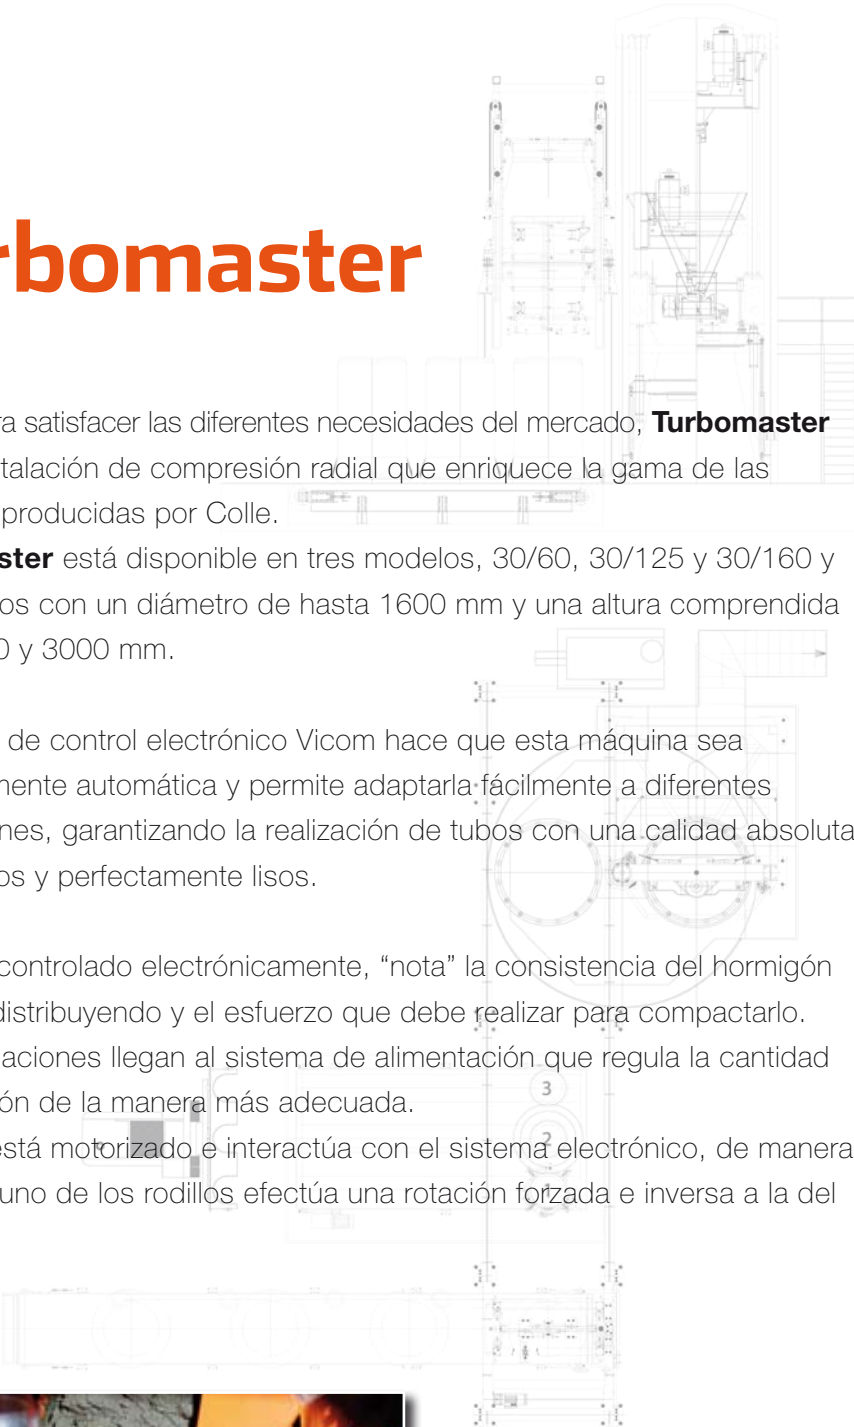 rbomaster
ra satisfacer las diferentes necesidades del mercado, Turbomaster
stalación de compresión radial que enriquece la gama de las
producidas por Colle.
ster está disponible en tres modelos, 30/60, 30/125 y 30/160 y
os con un diámetro de hasta 1600 mm y una altura comprendida
0 y 3000 mm.
de control electrónico Vicom hace que esta máquina sea
mente automática y permite adaptarla fácilmente a diferentes
nes, garantizando la realización de tubos con una calidad absoluta
os y perfectamente lisos.
controlado electrónicamente, “nota” la consistencia del hormigón
distribuyendo y el esfuerzo que debe realizar para compactarlo.
aciones llegan al sistema de alimentación que regula la cantidad
ón de la manera más adecuada.
está motorizado e interactúa con el sistema electrónico, de manera
uno de los rodillos efectúa una rotación forzada e inversa a la del
3
2